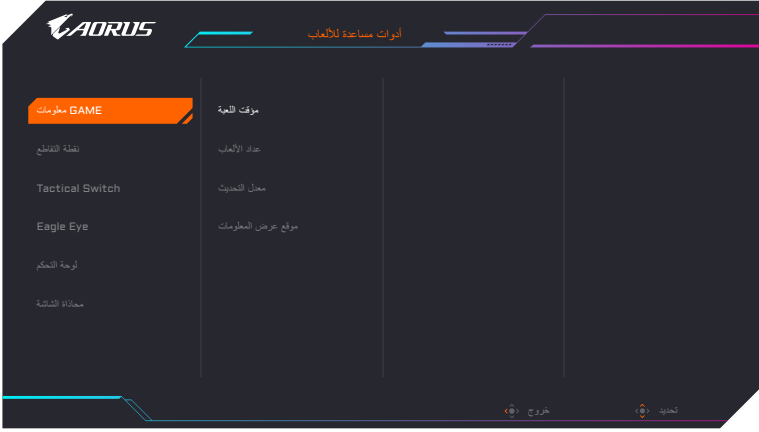 AORUS
أدوات مساعدة للألعاب
معلومات GAME
نقطة التقاطع
Tactical Switch
Eagle Eye
لوحة التحكم
محاذاة الشاشة
مؤقت اللعبة
عداد الألعاب
معدل التحديث
موقع عرض المعلومات
خروج
تحديد